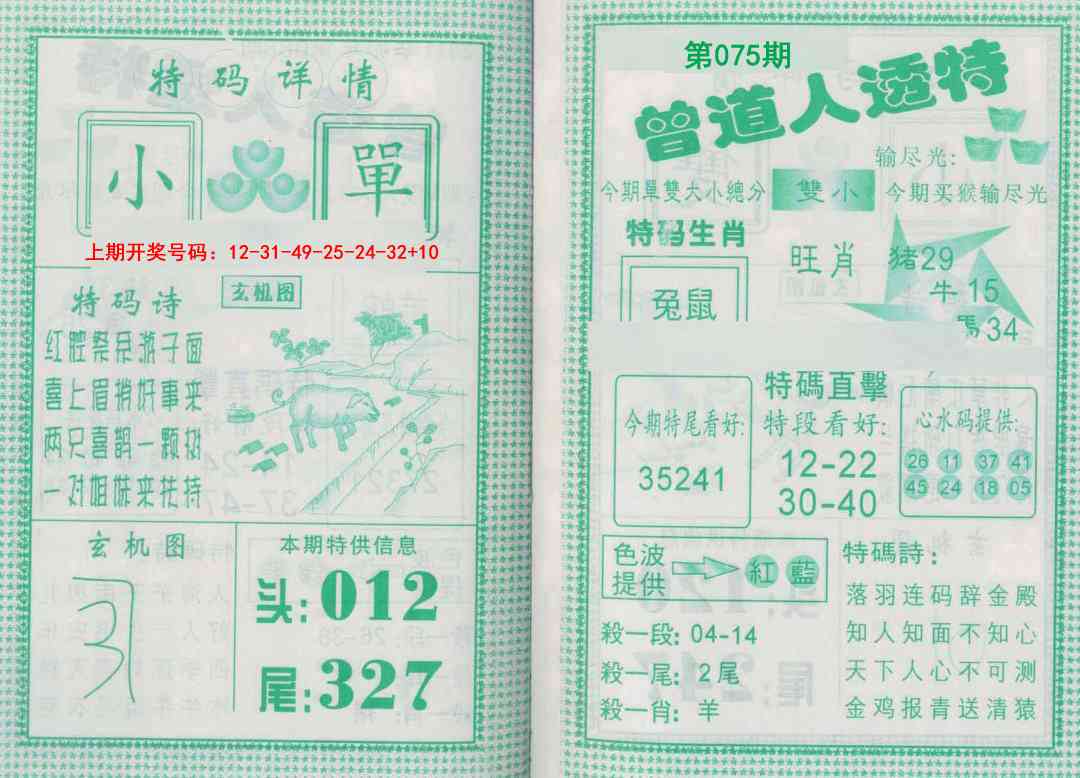 特码详情
小 單
上期开奖号码：12-31-49-25-24-32+10
特码诗
玄机图
喜上眉梢好事来
两只喜鹊一颗
一对姐妹来扶持
玄机图
本期特供信息
头:012
尾:327
第075期
曾道人透特
输尽光:
今期單雙大小總分 雙小 今期买猴输尽光
特码生肖
兔鼠
旺肖
猪29
牛15
馬34
今期特尾看好:
35241
特碼直擊
特段看好:
12-22
30-40
心水码提供:
26 11 37 41
45 24 18 05
色波
提供
紅 藍
殺一段: 04-14
殺一尾: 2尾
殺一肖: 羊
特碼詩:
落羽连码辞金殿
知人知面不知心
天下人心不可测
金鸡报青送清猿